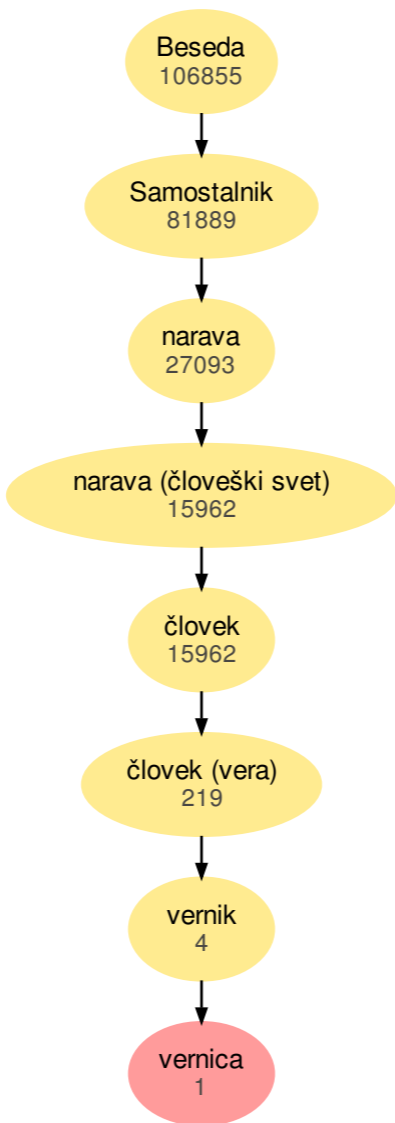 Beseda
106855
Samostalnik
81889
narava
27093
narava (človeški svet)
15962
človek
15962
človek (vera)
219
vernik
4
vernica
1